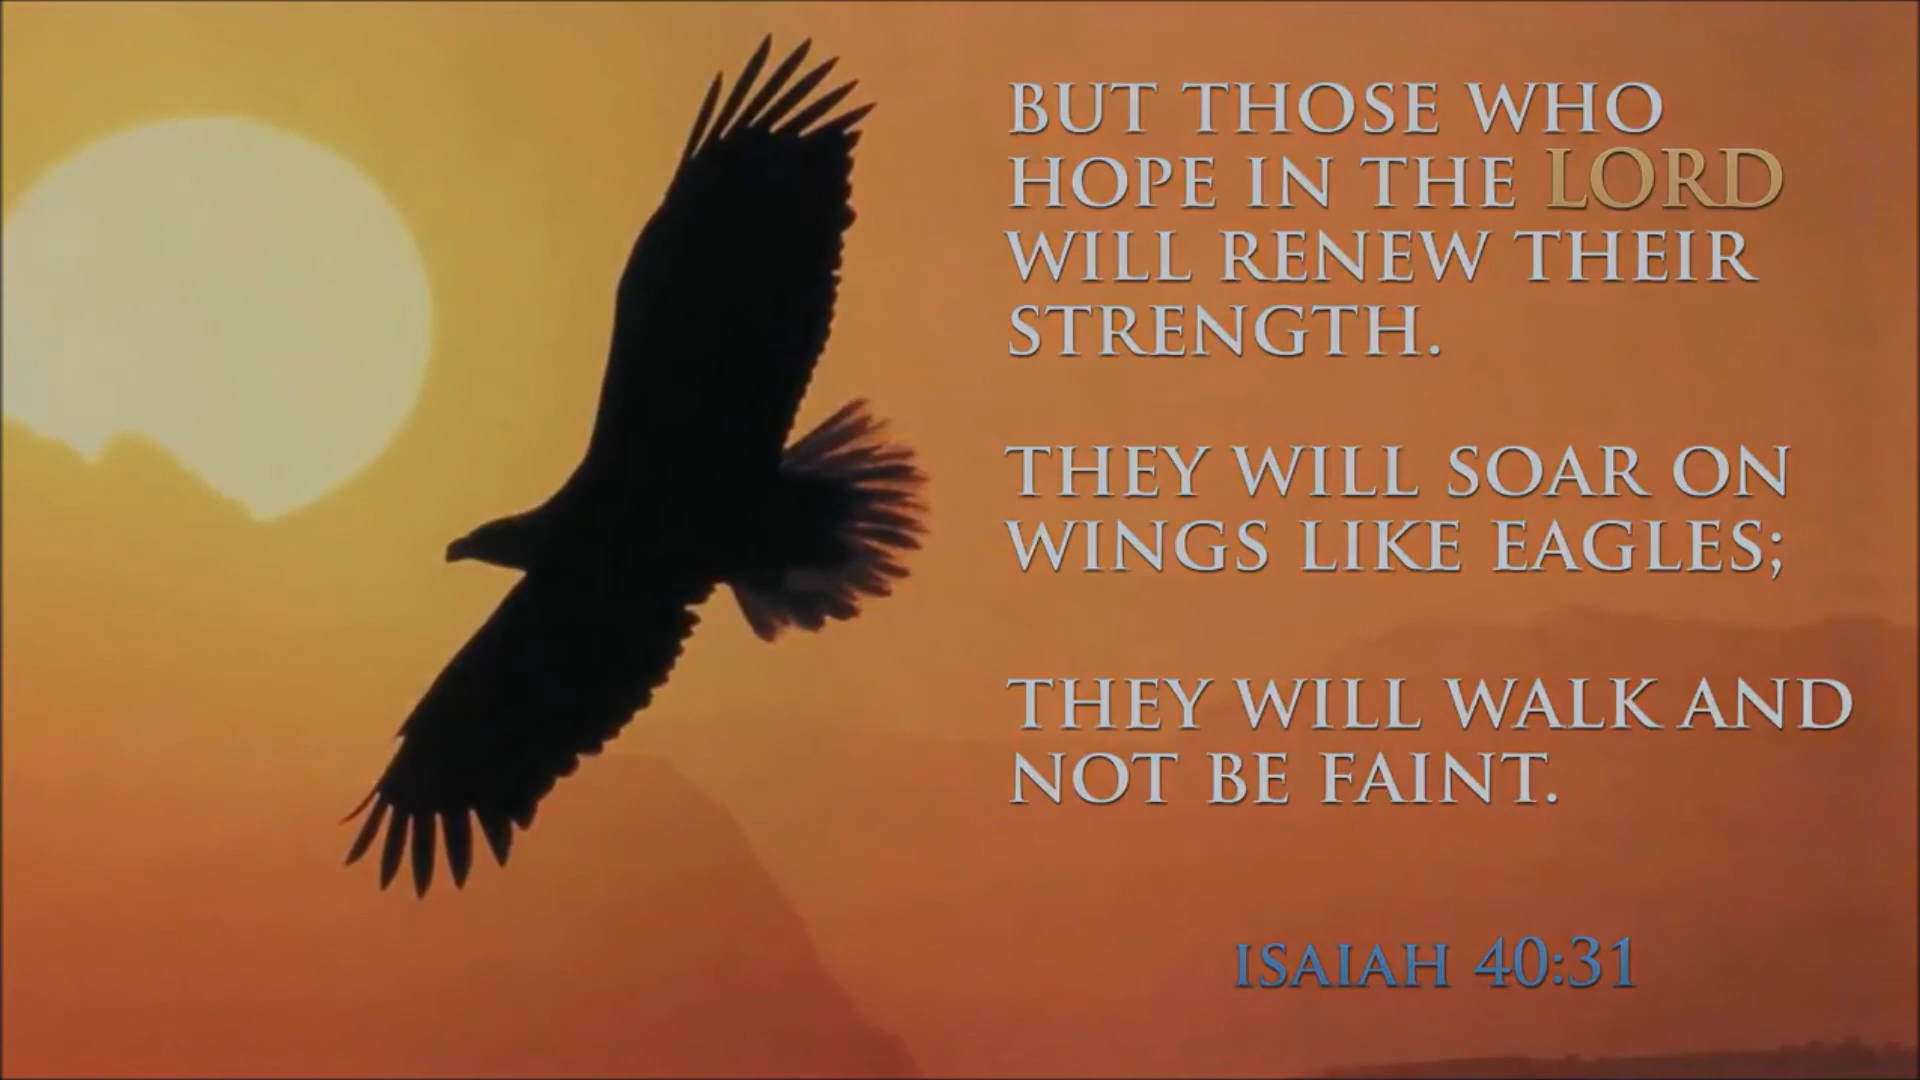 BUT THOSE WHO
HOPE IN THE LORD
WILL RENEW THEIR
STRENGTH.
THEY WILL SOAR ON
WINGS LIKE EAGLES;
THEY WILL WALK AND
NOT BE FAINT.
ISAIAH 40:31